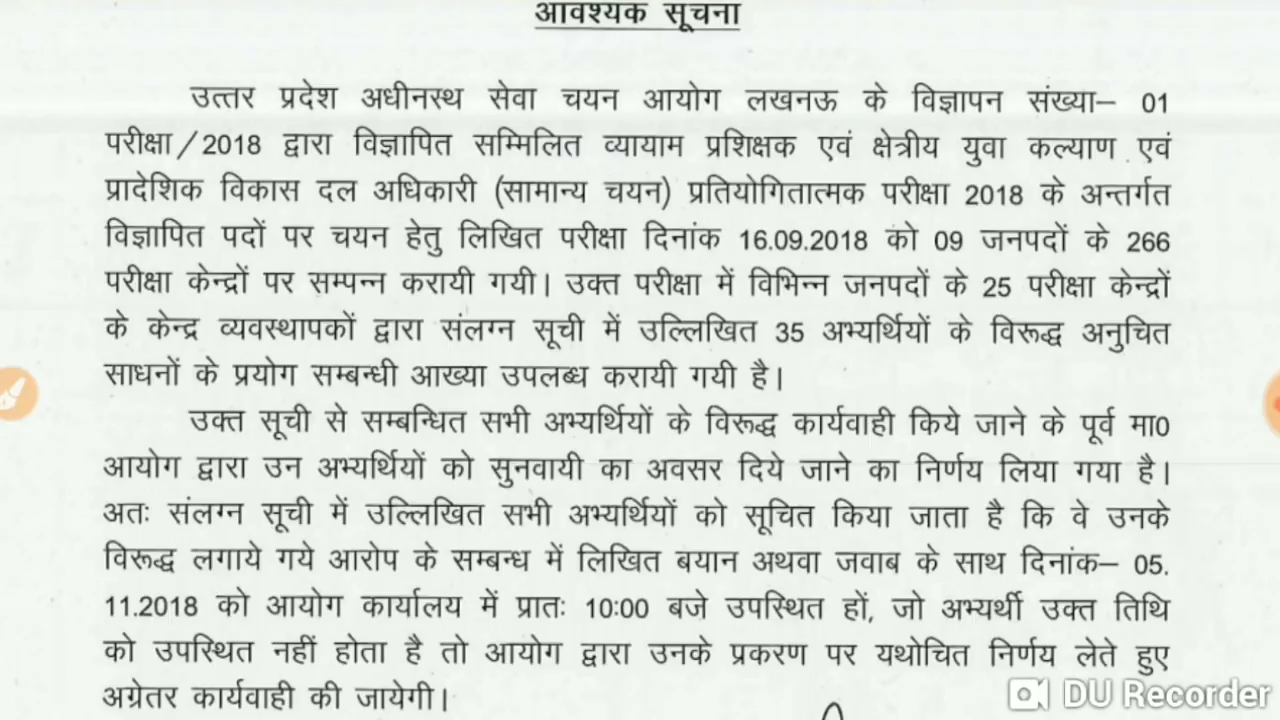 आवश्यक सूचना
उत्तर प्रदेश अधीनस्थ सेवा चयन आयोग लखनऊ के विज्ञापन संख्या– 01
परीक्षा/2018 द्वारा विज्ञापित सम्मिलित व्यायाम प्रशिक्षक एवं क्षेत्रीय युवा कल्याण एवं
प्रादेशिक विकास दल अधिकारी (सामान्य चयन) प्रतियोगितात्मक परीक्षा 2018 के अन्तर्गत
विज्ञापित पदों पर चयन हेतु लिखित परीक्षा दिनांक 16.09.2018 को 09 जनपदों के 266
परीक्षा केन्द्रों पर सम्पन्न करायी गयी। उक्त परीक्षा में विभिन्न जनपदों के 25 परीक्षा केन्द्रों
के केन्द्र व्यवस्थापकों द्वारा संलग्न सूची में उल्लिखित 35 अभ्यर्थियों के विरूद्ध अनुचित
साधनों के प्रयोग सम्बन्धी आख्या उपलब्ध करायी गयी है।
उक्त सूची से सम्बन्धित सभी अभ्यर्थियों के विरूद्ध कार्यवाही किये जाने के पूर्व मा0
आयोग द्वारा उन अभ्यर्थियों को सुनवायी का अवसर दिये जाने का निर्णय लिया गया है।
अतः संलग्न सूची में उल्लिखित सभी अभ्यर्थियों को सूचित किया जाता है कि वे उनके
विरूद्ध लगाये गये आरोप के सम्बन्ध में लिखित बयान अथवा जवाब के साथ दिनांक– 05.
11.2018 को आयोग कार्यालय में प्रातः 10:00 बजे उपस्थित हों, जो अभ्यर्थी उक्त तिथि
को उपस्थित नहीं होता है तो आयोग द्वारा उनके प्रकरण पर यथोचित निर्णय लेते हुए
अग्रेतर कार्यवाही की जायेगी।
DU Recorder